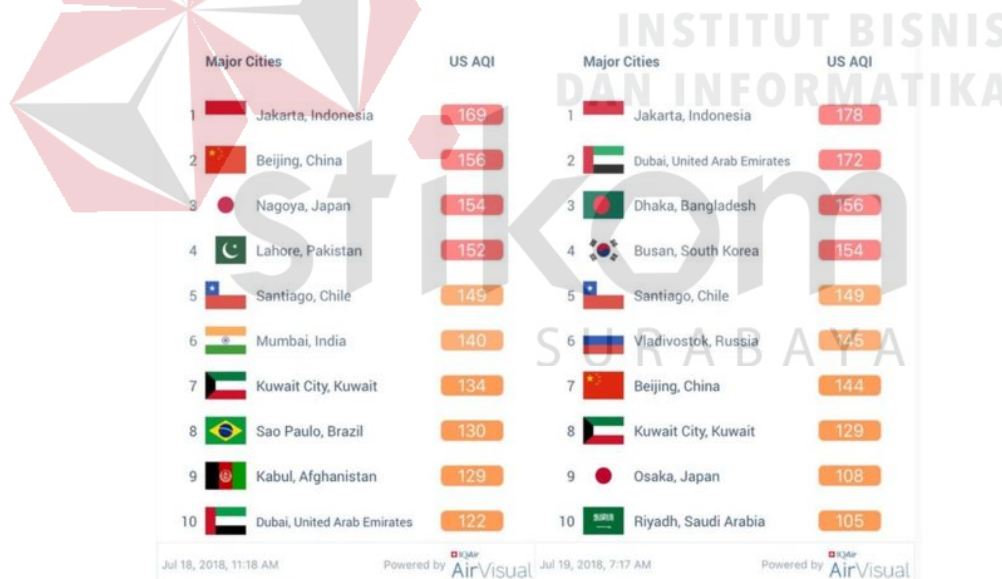 INSTITUT BISNIS
DAN INFORMATIKA
stikom
SURABAYA
Major Cities US AQI
1 Jakarta, Indonesia 169
2 Beijing, China 156
3 Nagoya, Japan 154
4 Lahore, Pakistan 152
5 Santiago, Chile 149
6 Mumbai, India 140
7 Kuwait City, Kuwait 134
8 Sao Paulo, Brazil 130
9 Kabul, Afghanistan 129
10 Dubai, United Arab Emirates 122
Jul 18, 2018, 11:18 AM Powered by IQAir AirVisual
Major Cities US AQI
1 Jakarta, Indonesia 178
2 Dubai, United Arab Emirates 172
3 Dhaka, Bangladesh 156
4 Busan, South Korea 154
5 Santiago, Chile 149
6 Vladivostok, Russia 145
7 Beijing, China 144
8 Kuwait City, Kuwait 129
9 Osaka, Japan 108
10 Riyadh, Saudi Arabia 105
Jul 19, 2018, 7:17 AM Powered by IQAir AirVisual